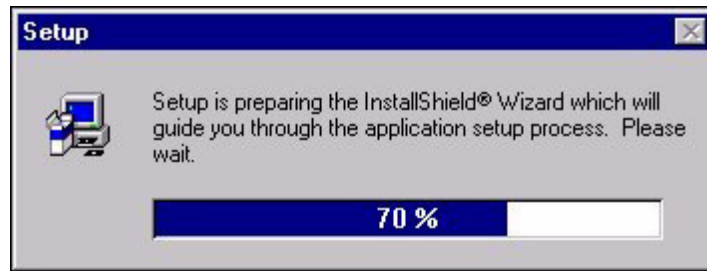 Setup
Setup is preparing the InstallShield® Wizard which will
guide you through the application setup process.  Please
wait.
70 %